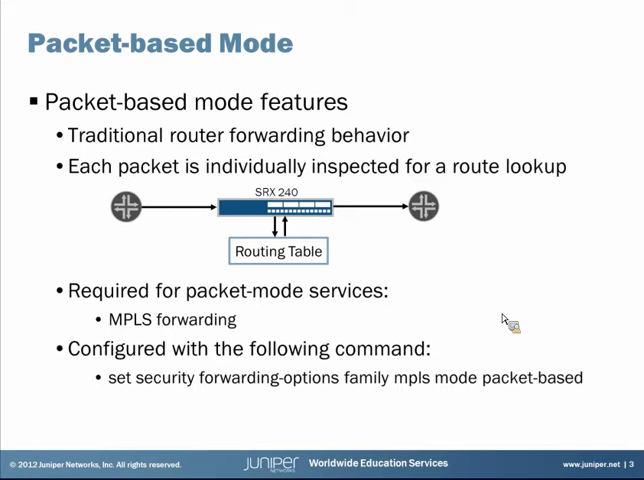 Packet-based Mode
▪ Packet-based mode features
• Traditional router forwarding behavior
• Each packet is individually inspected for a route lookup
SRX 240
Routing Table
• Required for packet-mode services:
• MPLS forwarding
• Configured with the following command:
• set security forwarding-options family mpls mode packet-based
© 2012 Juniper Networks, Inc. All rights reserved.
JUNIPER
NETWORKS
Worldwide Education Services
www.juniper.net | 3